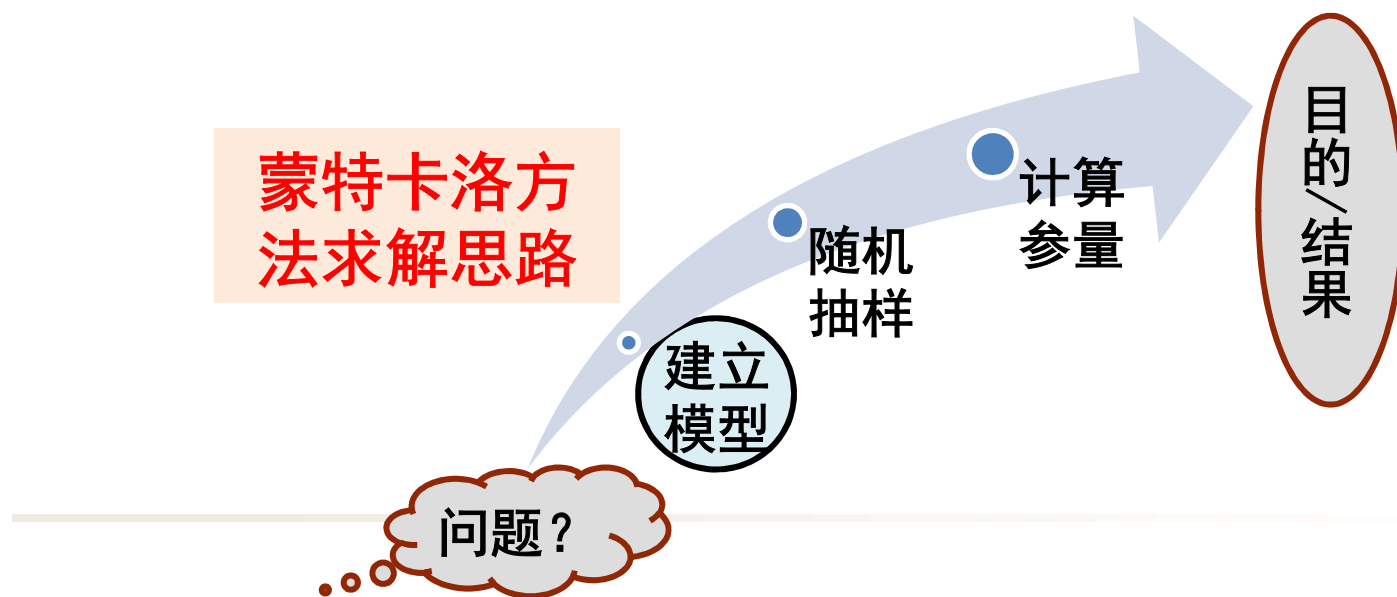 蒙特卡洛方
法求解思路
问题？
建立
模型
随机
抽样
计算
参量
目的/结果